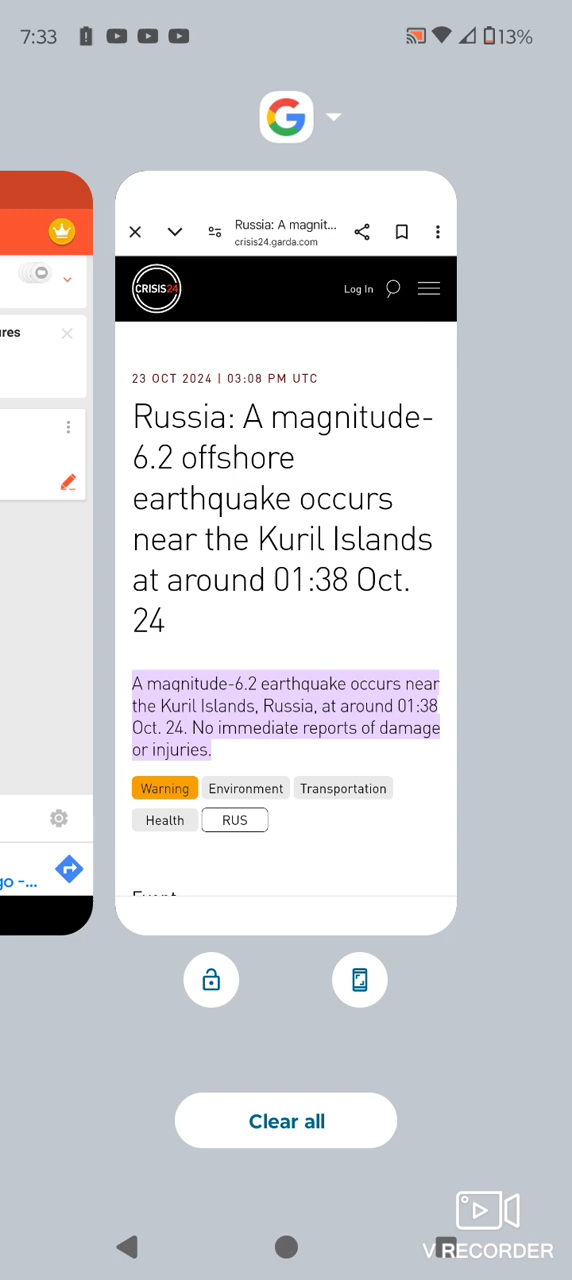 7:33
13%
Russia: A magnit...
crisis24.garda.com
CRISIS24
Log In
res
23 OCT 2024 | 03:08 PM UTC
Russia: A magnitude-
6.2 offshore
earthquake occurs
near the Kuril Islands
at around 01:38 Oct.
24
A magnitude-6.2 earthquake occurs near
the Kuril Islands, Russia, at around 01:38
Oct. 24. No immediate reports of damage
or injuries.
Warning Environment Transportation
Health RUS
go -...
Clear all
V RECORDER